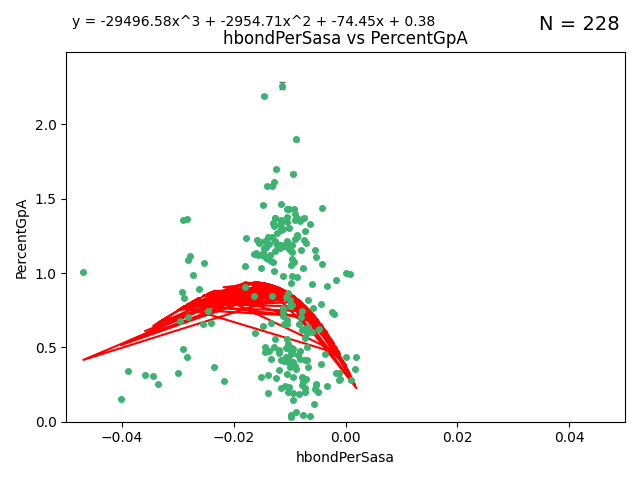 y = -29496.58x^3 + -2954.71x^2 + -74.45x + 0.38
N = 228
hbondPerSasa vs PercentGpA
PercentGpA
2.0
1.5
1.0
0.5
0.0
−0.04 −0.02 0.00 0.02 0.04
hbondPerSasa